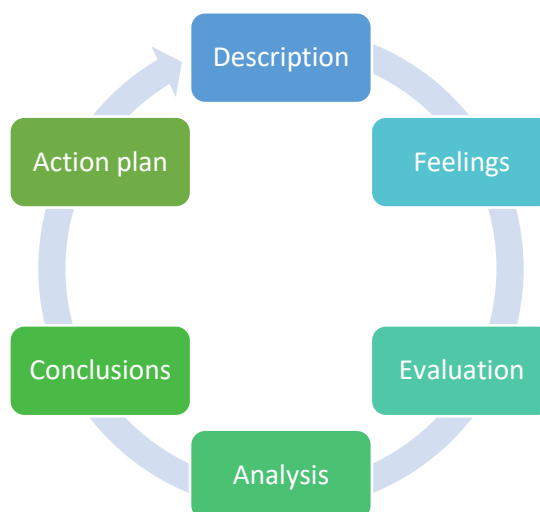 Description
Feelings
Evaluation
Analysis
Conclusions
Action plan